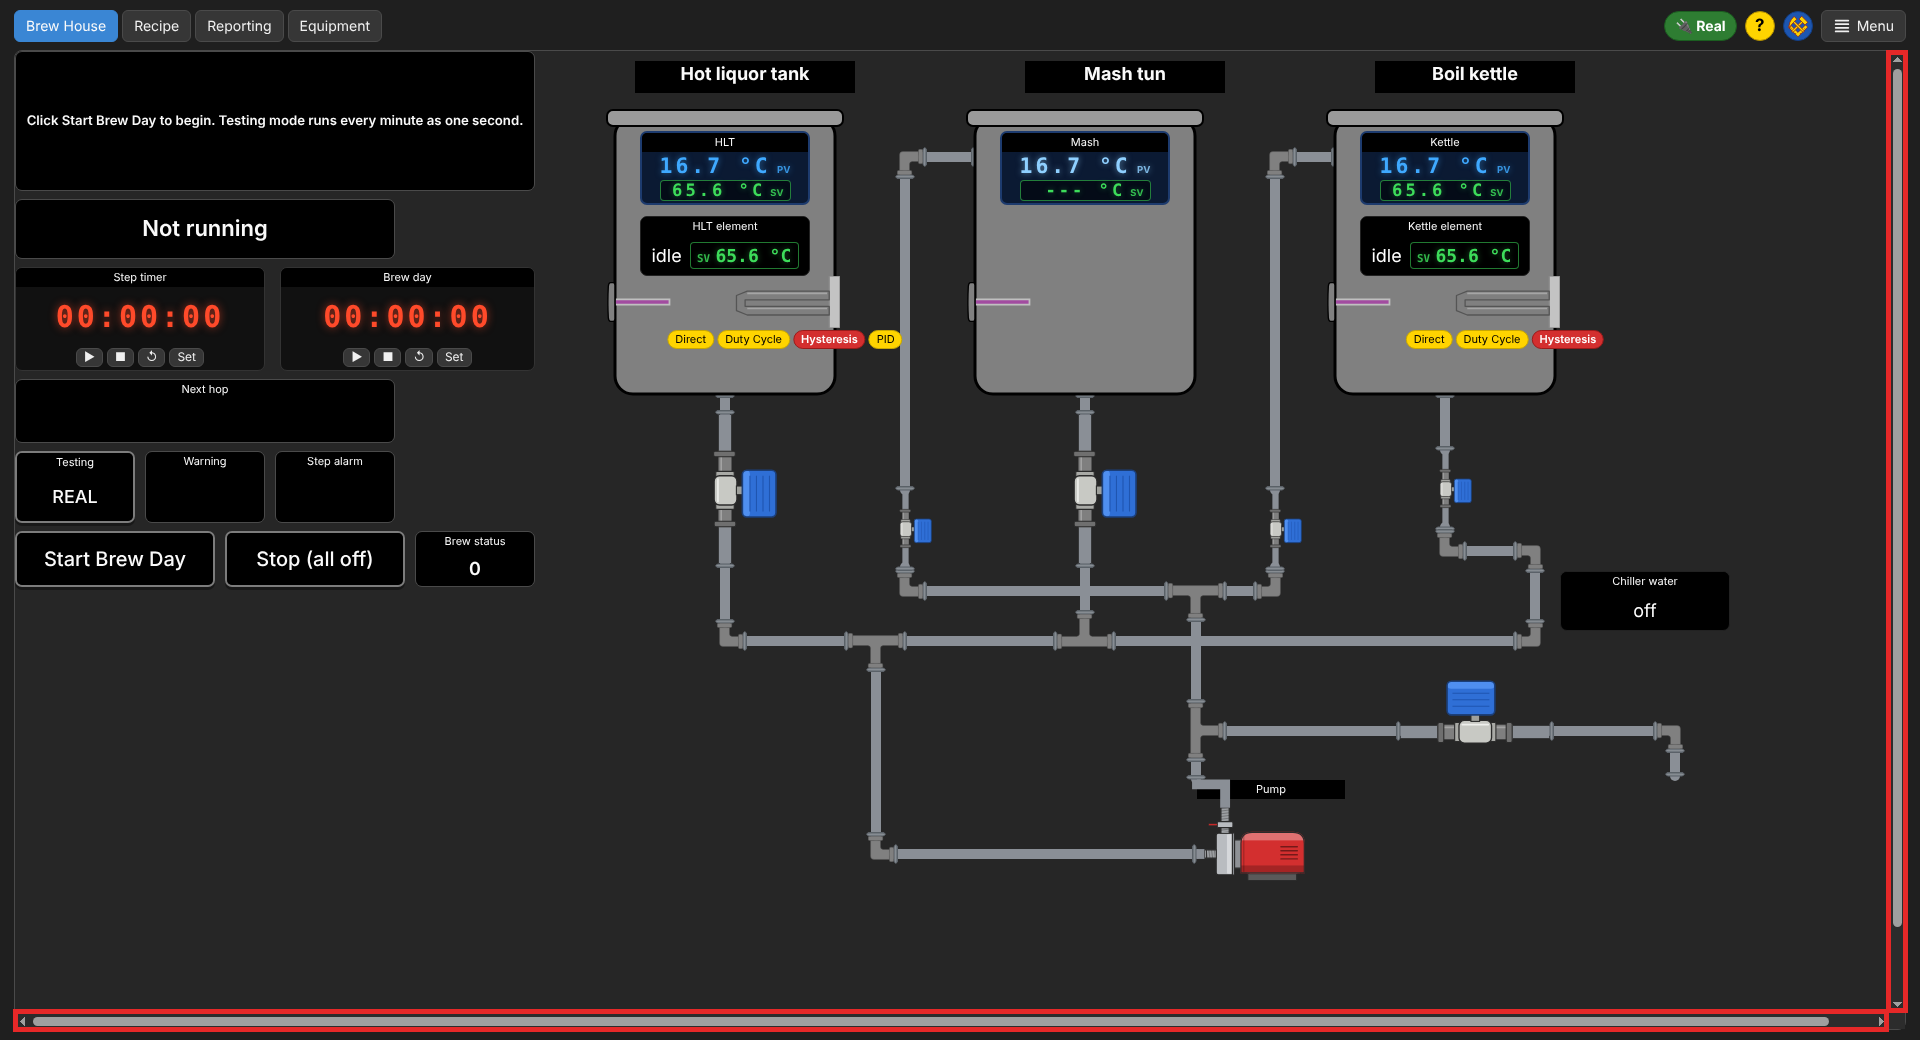 Brew House Recipe Reporting Equipment Real ? Menu
Hot liquor tank Mash tun Boil kettle
Click Start Brew Day to begin. Testing mode runs every minute as one second.
HLT
16.7 °C PV
65.6 °C SV
Mash
16.7 °C PV
--- °C SV
Kettle
16.7 °C PV
65.6 °C SV
Not running
HLT element
idle SV 65.6 °C
Kettle element
idle SV 65.6 °C
Step timer
00:00:00
Set
Brew day
00:00:00
Set
Direct Duty Cycle Hysteresis PID
Direct Duty Cycle Hysteresis
Next hop
Testing
REAL
Warning
Step alarm
Start Brew Day
Stop (all off)
Brew status
0
Chiller water
off
Pump